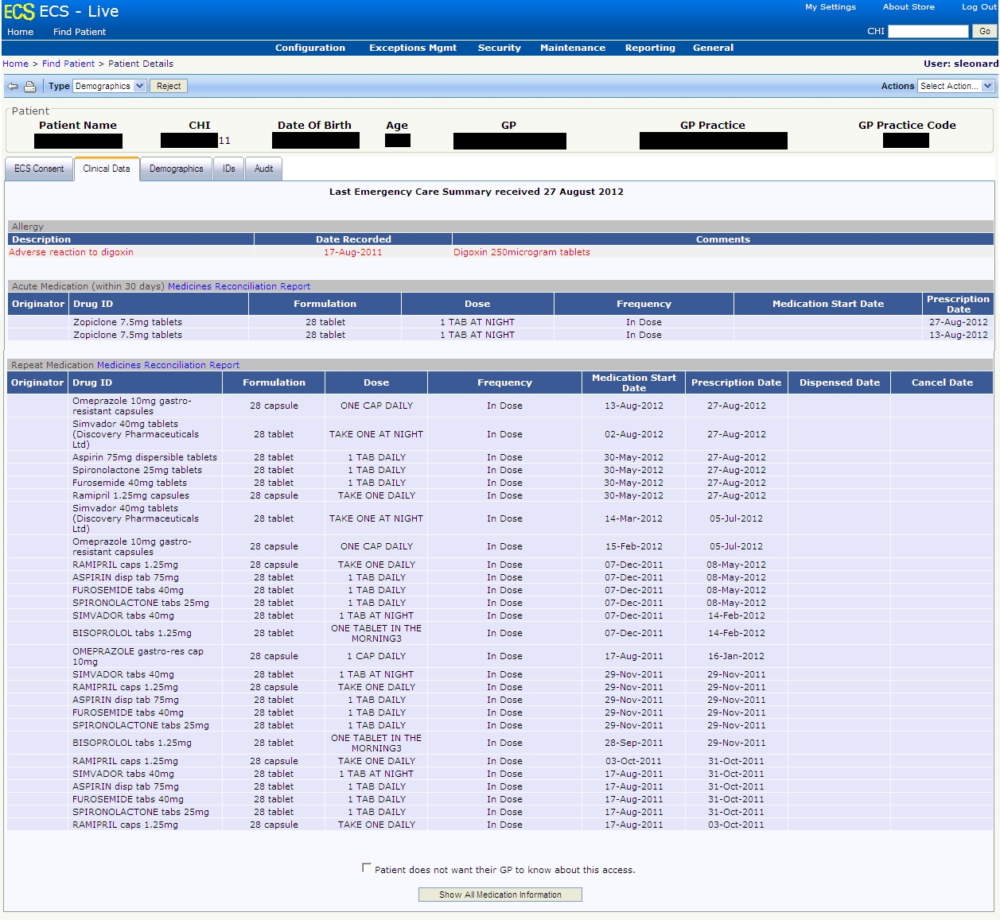 ECS ECS - Live
My Settings About Store Log Out
Home Find Patient
CHI Go
Configuration Exceptions Mgmt Security Maintenance Reporting General
Home > Find Patient > Patient Details
User: sleonard
Type Demographics Reject
Actions Select Action...
Patient
Patient Name CHI Date Of Birth Age GP GP Practice GP Practice Code
11
ECS Consent Clinical Data Demographics IDs Audit
Last Emergency Care Summary received 27 August 2012
Allergy
Description Date Recorded Comments
Adverse reaction to digoxin 17-Aug-2011 Digoxin 250microgram tablets
Acute Medication (within 30 days) Medicines Reconciliation Report
Originator Drug ID Formulation Dose Frequency Medication Start Date Prescription Date
Zopiclone 7.5mg tablets 28 tablet 1 TAB AT NIGHT In Dose 27-Aug-2012
Zopiclone 7.5mg tablets 28 tablet 1 TAB AT NIGHT In Dose 13-Aug-2012
Repeat Medication Medicines Reconciliation Report
Originator Drug ID Formulation Dose Frequency Medication Start Date Prescription Date Dispensed Date Cancel Date
Omeprazole 10mg gastro-resistant capsules 28 capsule ONE CAP DAILY In Dose 13-Aug-2012 27-Aug-2012
Simvador 40mg tablets (Discovery Pharmaceuticals Ltd) 28 tablet TAKE ONE AT NIGHT In Dose 02-Aug-2012 27-Aug-2012
Aspirin 75mg dispersible tablets 28 tablet 1 TAB DAILY In Dose 30-May-2012 27-Aug-2012
Spironolactone 25mg tablets 28 tablet 1 TAB DAILY In Dose 30-May-2012 27-Aug-2012
Furosemide 40mg tablets 28 tablet 1 TAB DAILY In Dose 30-May-2012 27-Aug-2012
Ramipril 1.25mg capsules 28 capsule TAKE ONE DAILY In Dose 30-May-2012 27-Aug-2012
Simvador 40mg tablets (Discovery Pharmaceuticals Ltd) 28 tablet TAKE ONE AT NIGHT In Dose 14-Mar-2012 05-Jul-2012
Omeprazole 10mg gastro-resistant capsules 28 capsule ONE CAP DAILY In Dose 15-Feb-2012 05-Jul-2012
RAMIPRIL caps 1.25mg 28 capsule TAKE ONE DAILY In Dose 07-Dec-2011 08-May-2012
ASPIRIN disp tab 75mg 28 tablet 1 TAB DAILY In Dose 07-Dec-2011 08-May-2012
FUROSEMIDE tabs 40mg 28 tablet 1 TAB DAILY In Dose 07-Dec-2011 08-May-2012
SPIRONOLACTONE tabs 25mg 28 tablet 1 TAB DAILY In Dose 07-Dec-2011 08-May-2012
SIMVADOR tabs 40mg 28 tablet 1 TAB AT NIGHT In Dose 07-Dec-2011 14-Feb-2012
BISOPROLOL tabs 1.25mg 28 tablet ONE TABLET IN THE MORNING3 In Dose 07-Dec-2011 14-Feb-2012
OMEPRAZOLE gastro-res cap 10mg 28 capsule 1 CAP DAILY In Dose 17-Aug-2011 16-Jan-2012
SIMVADOR tabs 40mg 28 tablet 1 TAB AT NIGHT In Dose 29-Nov-2011 29-Nov-2011
RAMIPRIL caps 1.25mg 28 capsule TAKE ONE DAILY In Dose 29-Nov-2011 29-Nov-2011
ASPIRIN disp tab 75mg 28 tablet 1 TAB DAILY In Dose 29-Nov-2011 29-Nov-2011
FUROSEMIDE tabs 40mg 28 tablet 1 TAB DAILY In Dose 29-Nov-2011 29-Nov-2011
SPIRONOLACTONE tabs 25mg 28 tablet 1 TAB DAILY In Dose 29-Nov-2011 29-Nov-2011
BISOPROLOL tabs 1.25mg 28 tablet ONE TABLET IN THE MORNING3 In Dose 28-Sep-2011 29-Nov-2011
RAMIPRIL caps 1.25mg 28 capsule TAKE ONE DAILY In Dose 03-Oct-2011 31-Oct-2011
SIMVADOR tabs 40mg 28 tablet 1 TAB AT NIGHT In Dose 17-Aug-2011 31-Oct-2011
ASPIRIN disp tab 75mg 28 tablet 1 TAB DAILY In Dose 17-Aug-2011 31-Oct-2011
FUROSEMIDE tabs 40mg 28 tablet 1 TAB DAILY In Dose 17-Aug-2011 31-Oct-2011
SPIRONOLACTONE tabs 25mg 28 tablet 1 TAB DAILY In Dose 17-Aug-2011 31-Oct-2011
RAMIPRIL caps 1.25mg 28 capsule TAKE ONE DAILY In Dose 17-Aug-2011 03-Oct-2011
Patient does not want their GP to know about this access.
Show All Medication Information